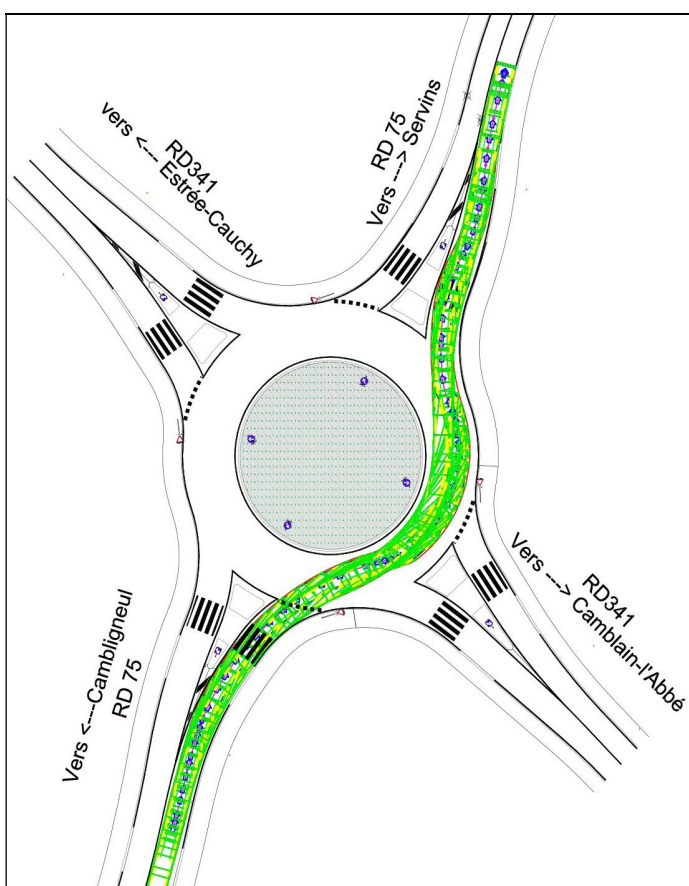 RD341
vers <--- Estrée-Cauchy
RD 75
Vers ---> Servins
RD341
Vers ---> Camblain-l'Abbé
Vers <---Cambligneul
RD 75